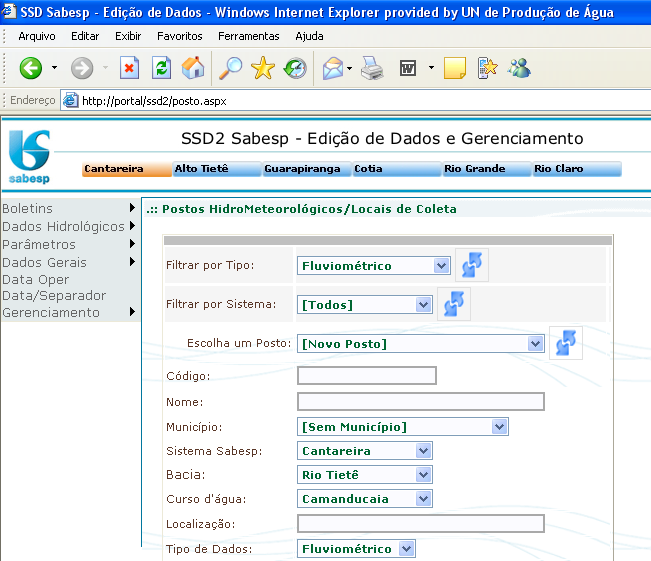 SSD Sabesp - Edição de Dados - Windows Internet Explorer provided by UN de Produção de Água
Arquivo Editar Exibir Favoritos Ferramentas Ajuda
W
Endereço http://portal/ssd2/posto.aspx
sabesp
SSD2 Sabesp - Edição de Dados e Gerenciamento
Cantareira Alto Tietê Guarapiranga Cotia Rio Grande Rio Claro
Boletins
Dados Hidrológicos
Parâmetros
Dados Gerais
Data Oper
Data/Separador
Gerenciamento
.:: Postos HidroMeteorológicos/Locais de Coleta
Filtrar por Tipo: Fluviométrico
Filtrar por Sistema: [Todos]
Escolha um Posto: [Novo Posto]
Código:
Nome:
Município: [Sem Município]
Sistema Sabesp: Cantareira
Bacia: Rio Tietê
Curso d'água: Camanducaia
Localização:
Tipo de Dados: Fluviométrico